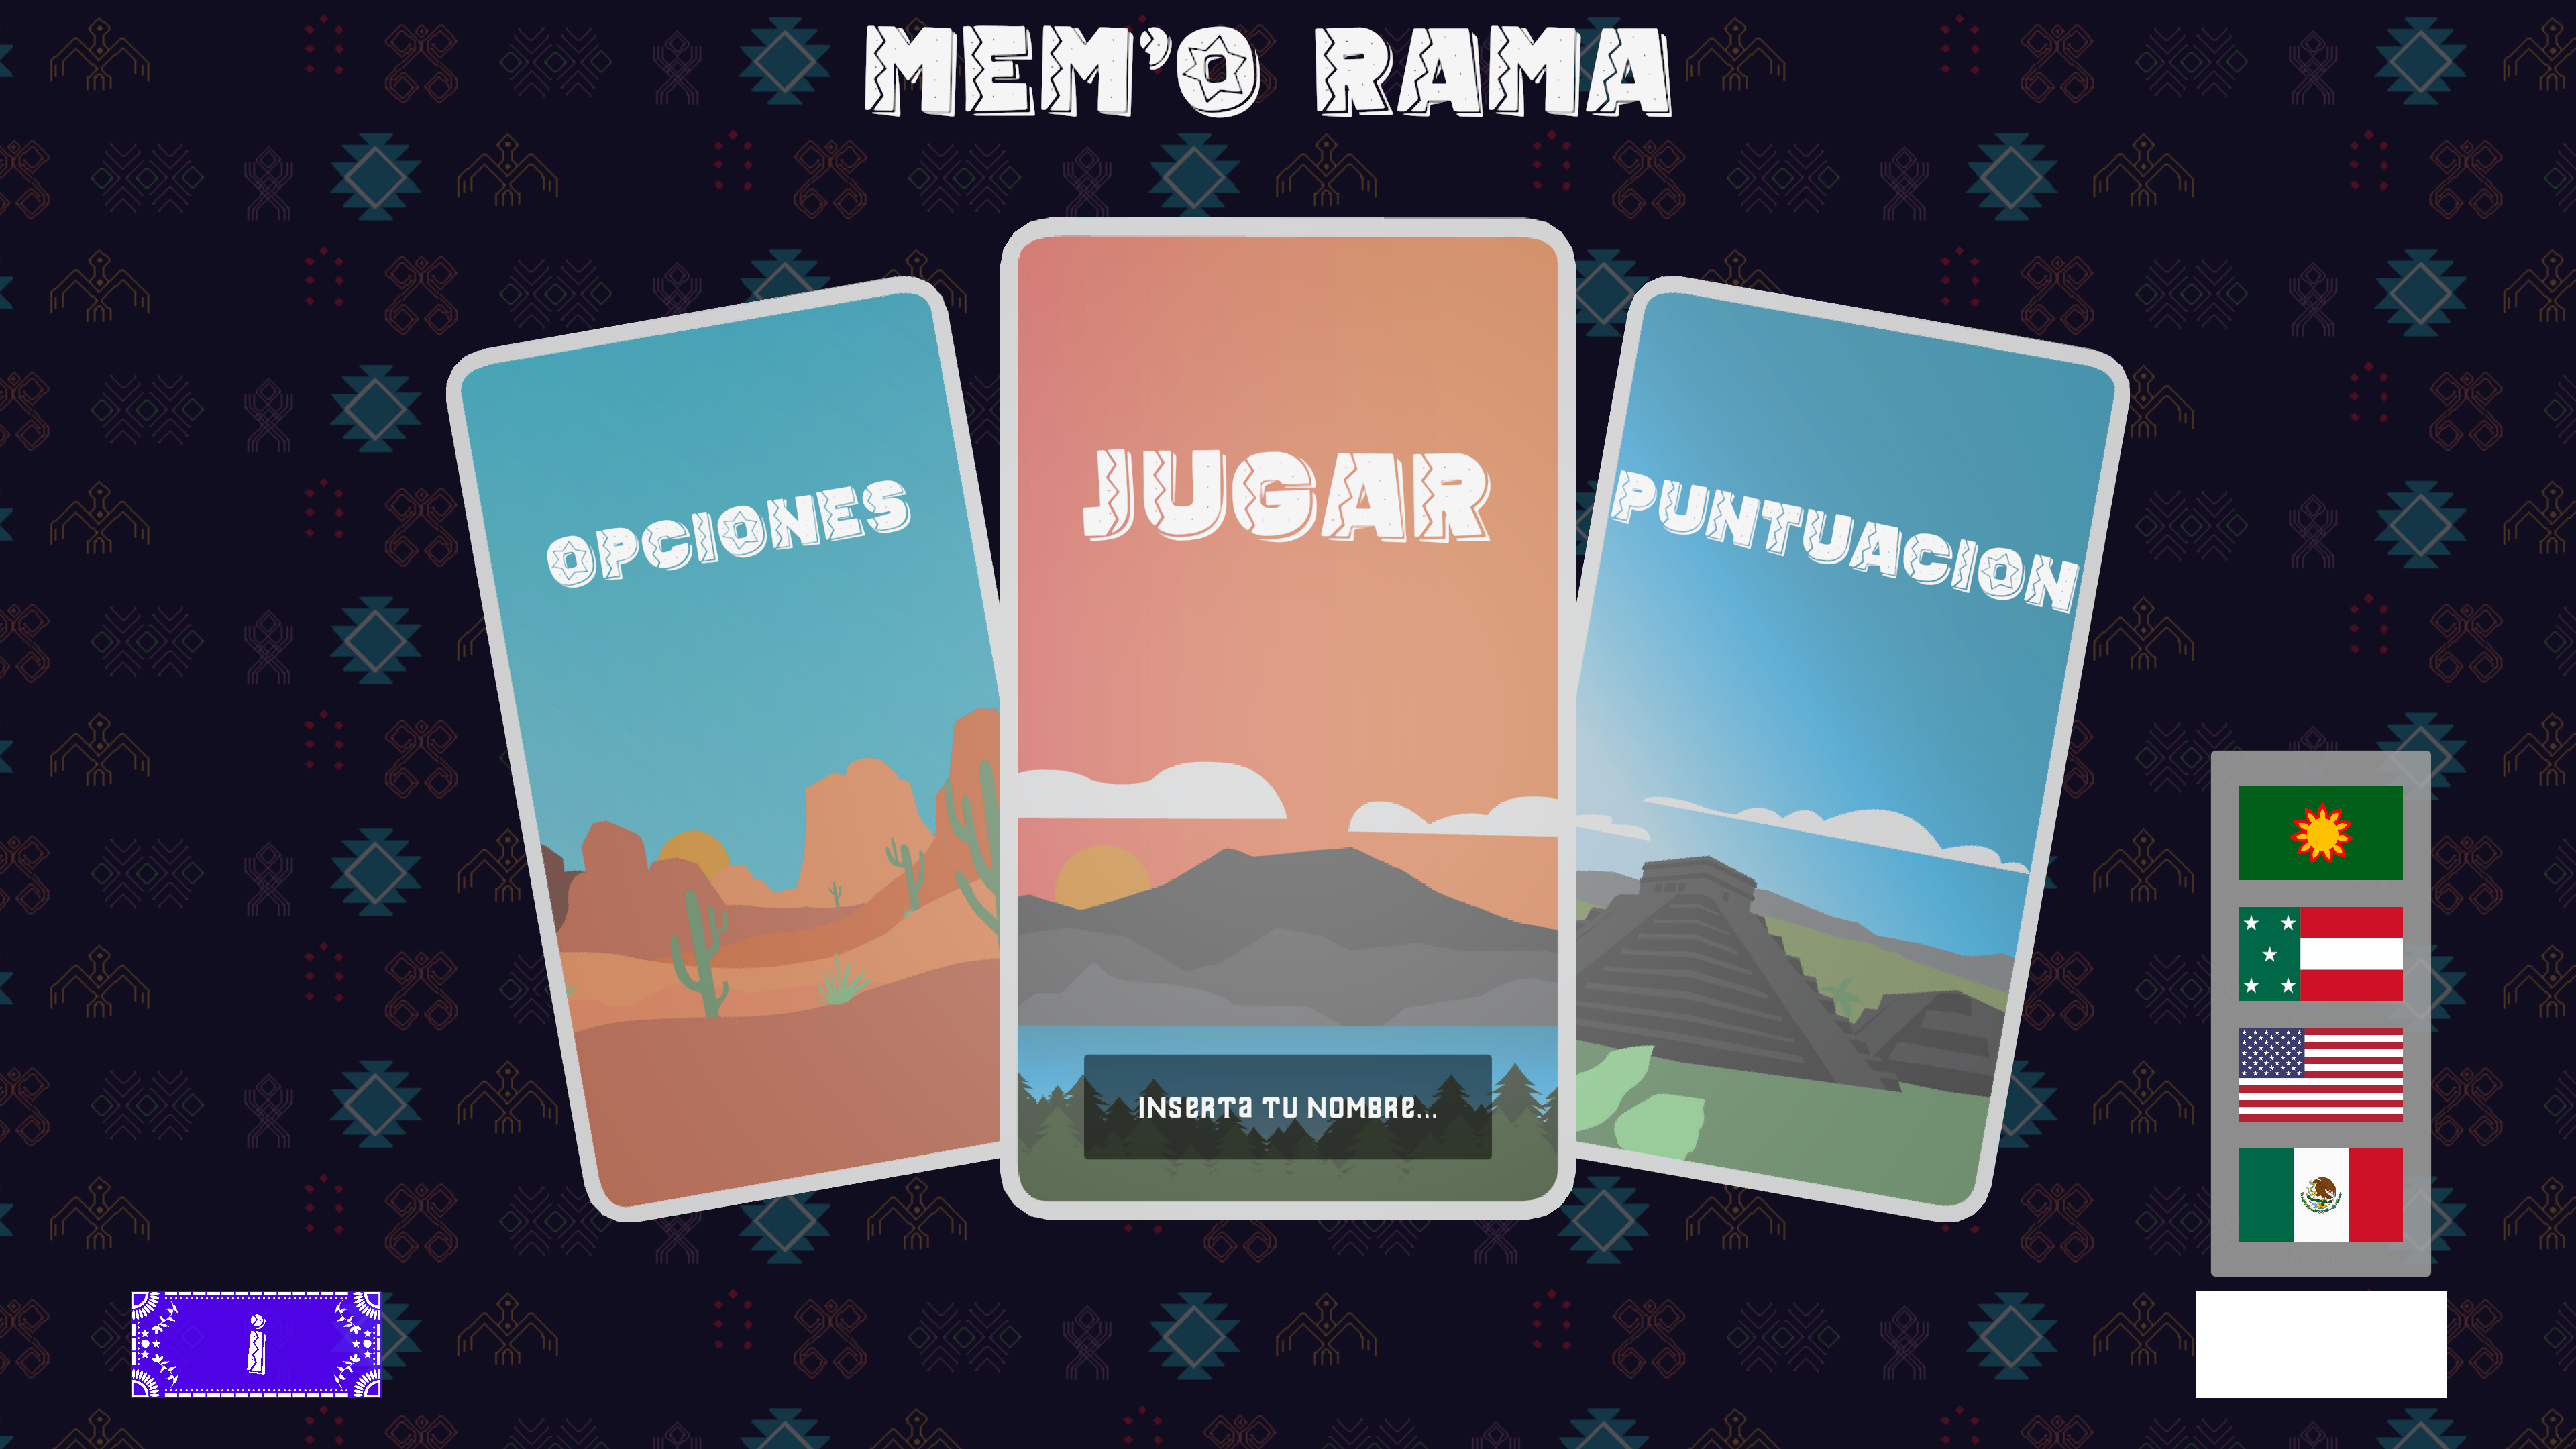 MEM'O RAMA
OPCIONES
JUGAR
PUNTUACION
INSERTA TU NOMBRE...
i